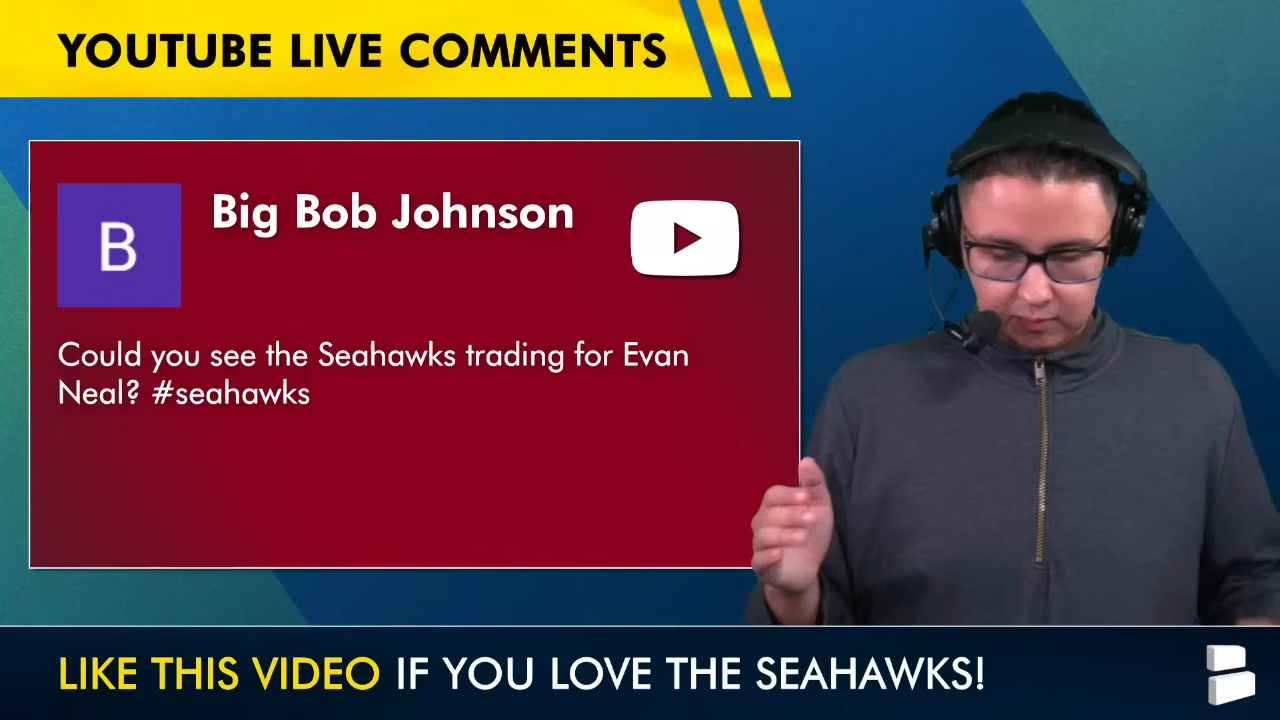 YOUTUBE LIVE COMMENTS
B
Big Bob Johnson
Could you see the Seahawks trading for Evan
Neal? #seahawks
LIKE THIS VIDEO IF YOU LOVE THE SEAHAWKS!